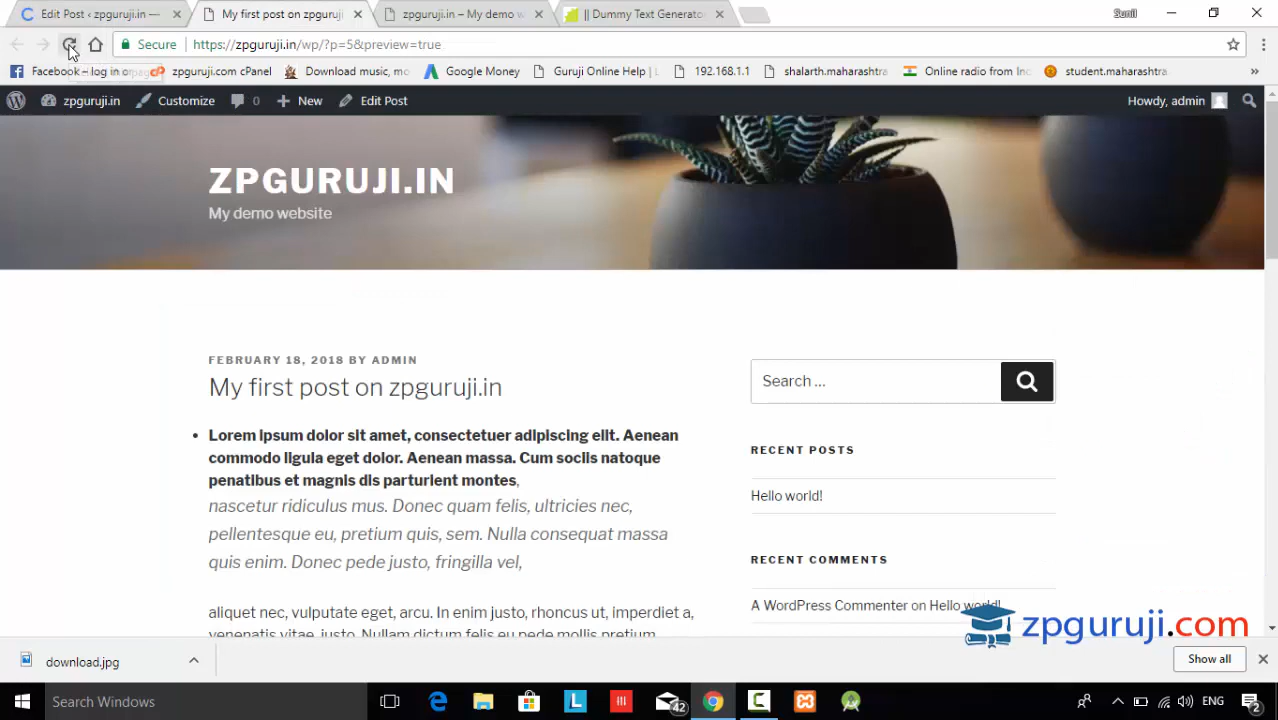 Edit Post ‹ zpguruji.in —
My first post on zpguruji
zpguruji.in – My demo w
|| Dummy Text Generator
Sunil
Secure
https://zpguruji.in/wp/?p=5&preview=true
Facebook – log in or
zpguruji.com cPanel
Download music, mo
Google Money
Guruji Online Help | L
192.168.1.1
shalarth.maharashtra
Online radio from Inc
student.maharashtra.
»
zpguruji.in
Customize
0
New
Edit Post
Howdy, admin
ZPGURUJI.IN
My demo website
FEBRUARY 18, 2018 BY ADMIN
My first post on zpguruji.in
• Lorem ipsum dolor sit amet, consectetuer adipiscing elit. Aenean
commodo ligula eget dolor. Aenean massa. Cum sociis natoque
penatibus et magnis dis parturient montes,
nascetur ridiculus mus. Donec quam felis, ultricies nec,
pellentesque eu, pretium quis, sem. Nulla consequat massa
quis enim. Donec pede justo, fringilla vel,
aliquet nec, vulputate eget, arcu. In enim justo, rhoncus ut, imperdiet a,
venenatis vitae, justo. Nullam dictum felis eu pede mollis pretium.
Search …
RECENT POSTS
Hello world!
RECENT COMMENTS
A WordPress Commenter on Hello world!
zpguruji.com
download.jpg
Show all
Search Windows
42
ENG
2